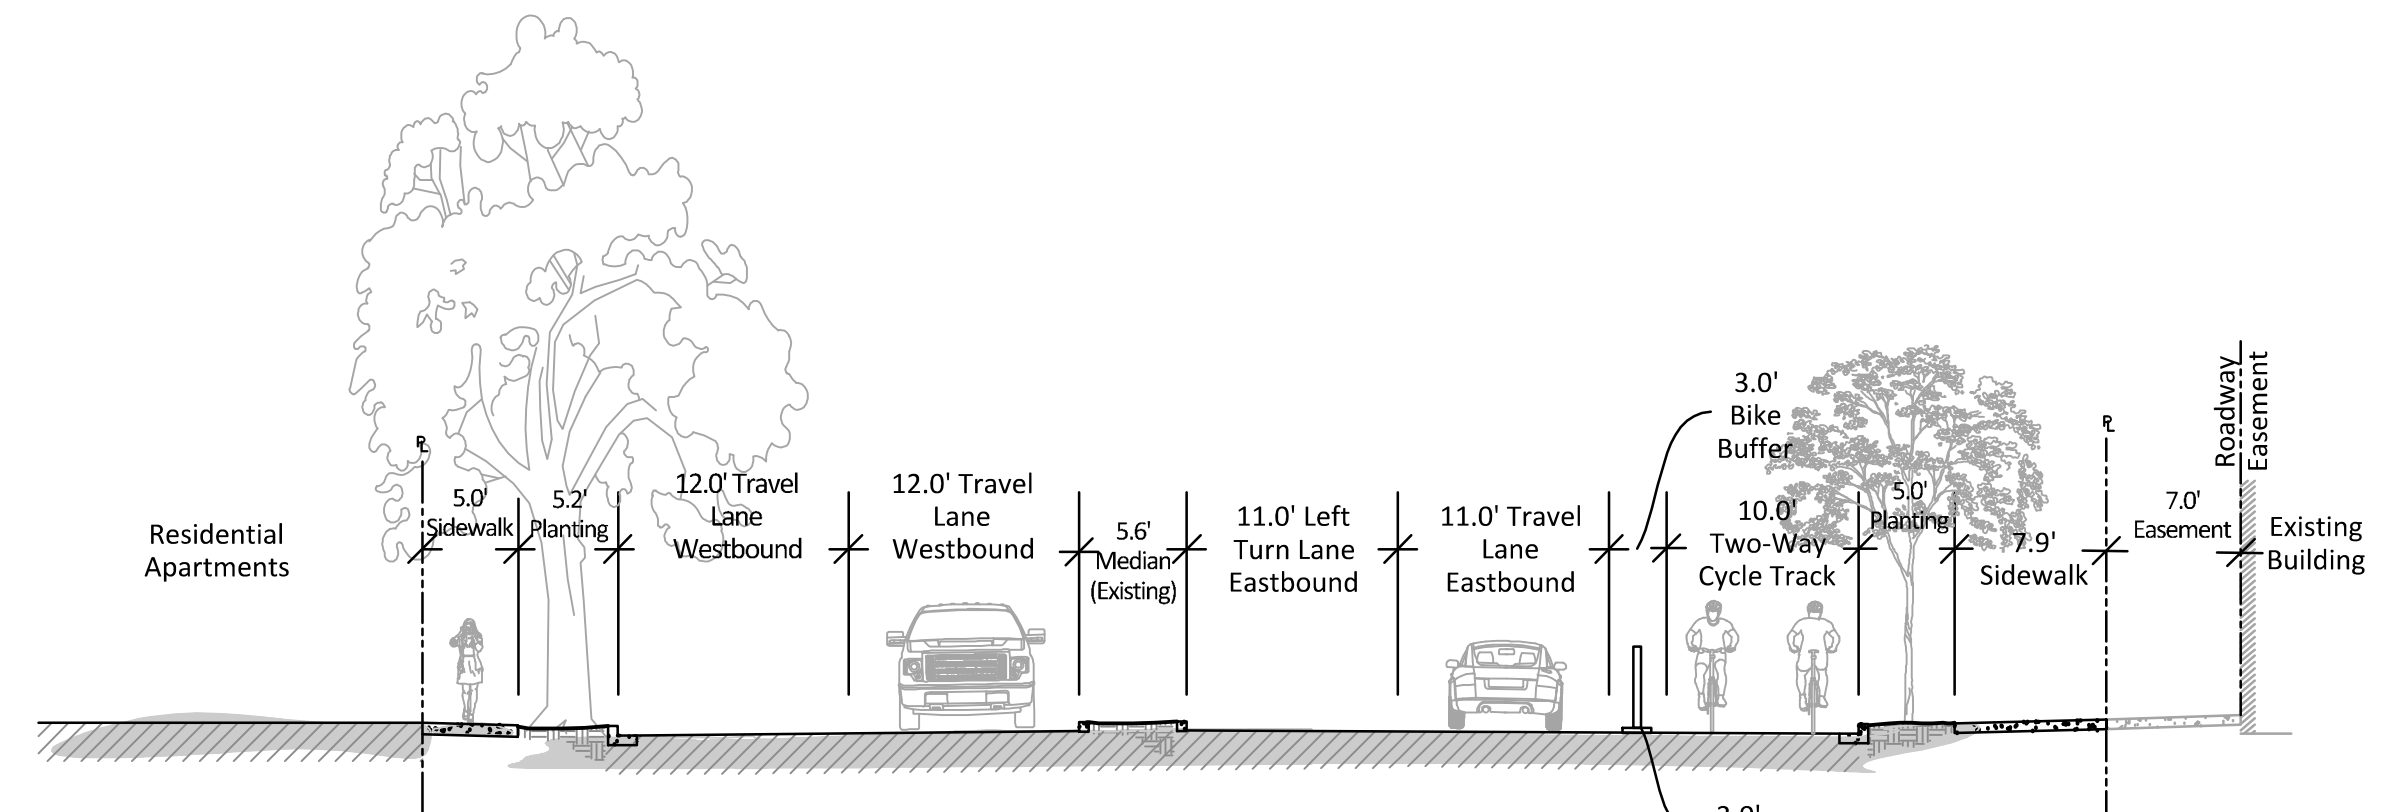 Residential
Apartments
PL
5.0'
Sidewalk
5.2'
Planting
12.0' Travel
Lane
Westbound
12.0' Travel
Lane
Westbound
5.6'
Median
(Existing)
11.0' Left
Turn Lane
Eastbound
11.0' Travel
Lane
Eastbound
3.0'
Bike
Buffer
10.0'
Two-Way
Cycle Track
5.0'
Planting
7.9'
Sidewalk
PL
7.0'
Easement
Roadway
Easement
Existing
Building